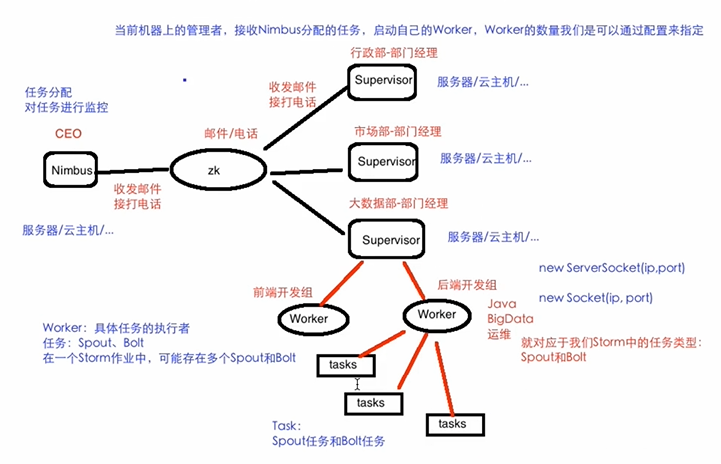 当前机器上的管理者，接收Nimbus分配的任务，启动自己的Worker，Worker的数量我们是可以通过配置来指定
行政部-部门经理
Supervisor
服务器/云主机/...
收发邮件
接打电话
任务分配
对任务进行监控
CEO
邮件/电话
市场部-部门经理
Nimbus
zk
Supervisor
服务器/云主机/...
收发邮件
接打电话
大数据部-部门经理
服务器/云主机/...
Supervisor
服务器/云主机/...
new ServerSocket(ip,port)
前端开发组
后端开发组
new Socket(ip, port)
Worker
Worker
Java
BigData
运维
Worker：具体任务的执行者
任务：Spout、Bolt
在一个Storm作业中，可能存在多个Spout和Bolt
就对应于我们Storm中的任务类型：
Spout和Bolt
tasks
tasks
tasks
Task：
Spout任务和Bolt任务